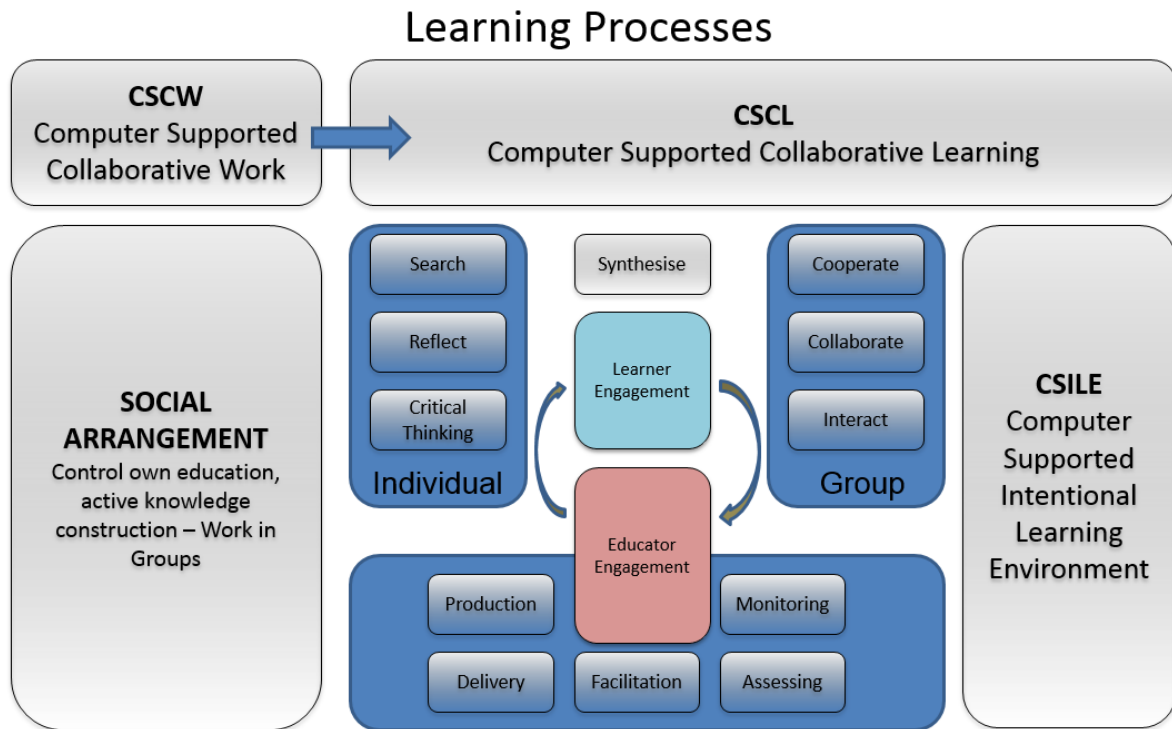 Learning Processes
CSCW
Computer Supported
Collaborative Work
CSCL
Computer Supported Collaborative Learning
SOCIAL
ARRANGEMENT
Control own education,
active knowledge
construction – Work in
Groups
Search
Reflect
Critical
Thinking
Individual
Synthesise
Learner
Engagement
Educator
Engagement
Cooperate
Collaborate
Interact
Group
Production
Monitoring
Delivery
Facilitation
Assessing
CSILE
Computer
Supported
Intentional
Learning
Environment